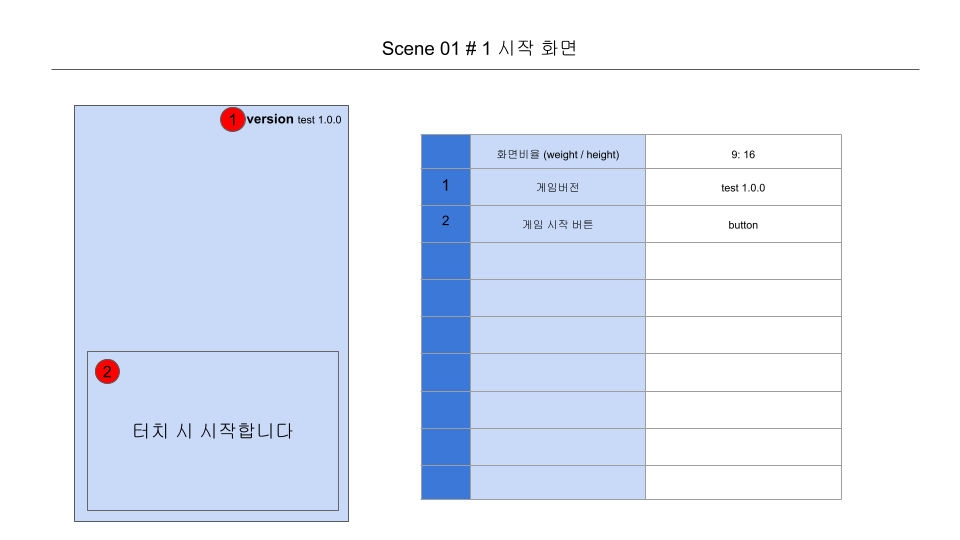 Scene 01 # 1 시작 화면
1 version test 1.0.0
2
터치 시 시작합니다
화면비율 (weight / height) 9: 16
1 게임버전 test 1.0.0
2 게임 시작 버튼 button